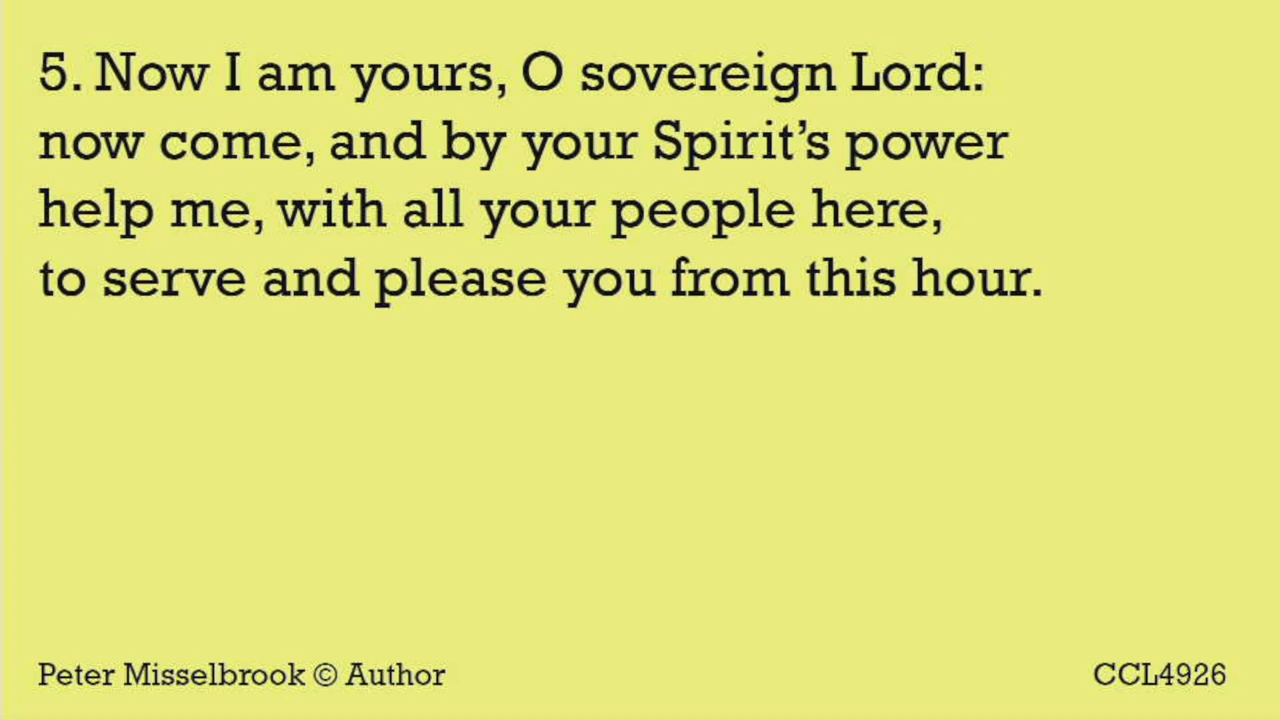 5. Now I am yours, O sovereign Lord:
now come, and by your Spirit’s power
help me, with all your people here,
to serve and please you from this hour.
Peter Misselbrook © Author
CCL4926